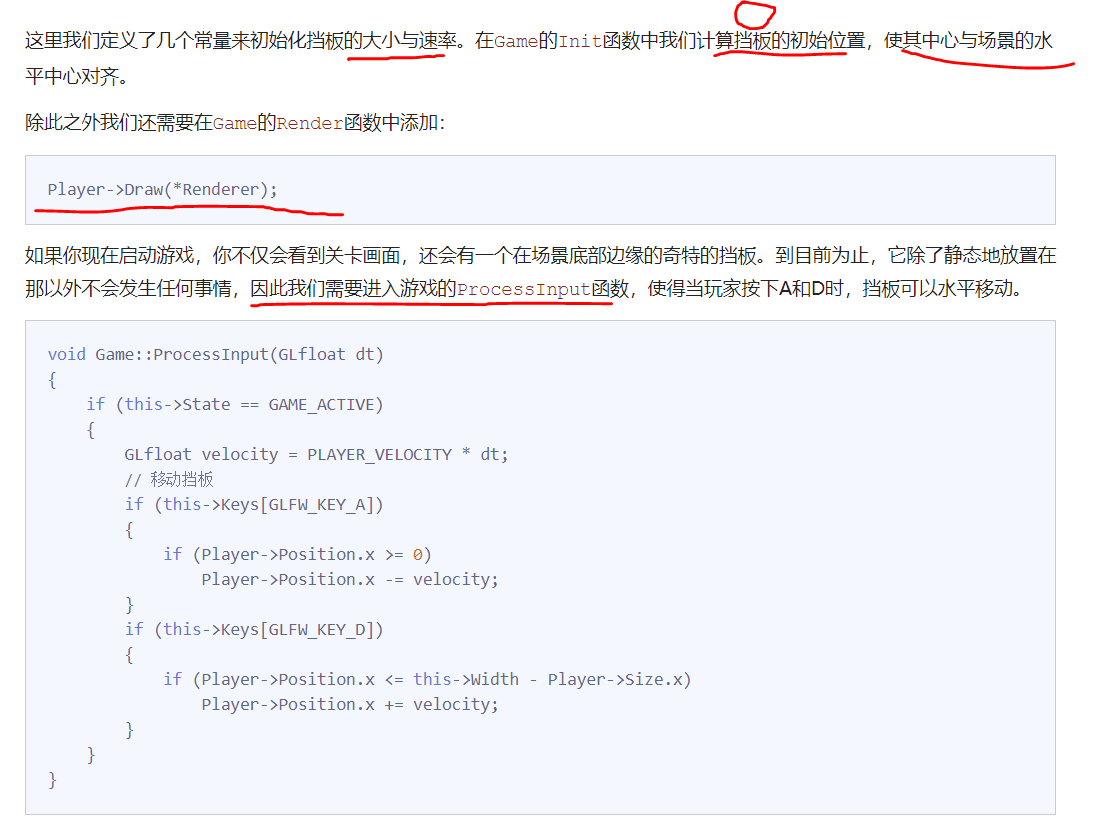 这里我们定义了几个常量来初始化挡板的大小与速率。在Game的Init函数中我们计算挡板的初始位置，使其中心与场景的水
平中心对齐。
除此之外我们还需要在Game的Render函数中添加：
Player->Draw(*Renderer);
如果你现在启动游戏，你不仅会看到关卡画面，还会有一个在场景底部边缘的奇特的挡板。到目前为止，它除了静态地放置在
那以外不会发生任何事情，因此我们需要进入游戏的ProcessInput函数，使得当玩家按下A和D时，挡板可以水平移动。
void Game::ProcessInput(GLfloat dt)
{
    if (this->State == GAME_ACTIVE)
    {
        GLfloat velocity = PLAYER_VELOCITY * dt;
        // 移动挡板
        if (this->Keys[GLFW_KEY_A])
        {
            if (Player->Position.x >= 0)
                Player->Position.x -= velocity;
        }
        if (this->Keys[GLFW_KEY_D])
        {
            if (Player->Position.x <= this->Width - Player->Size.x)
                Player->Position.x += velocity;
        }
    }
}